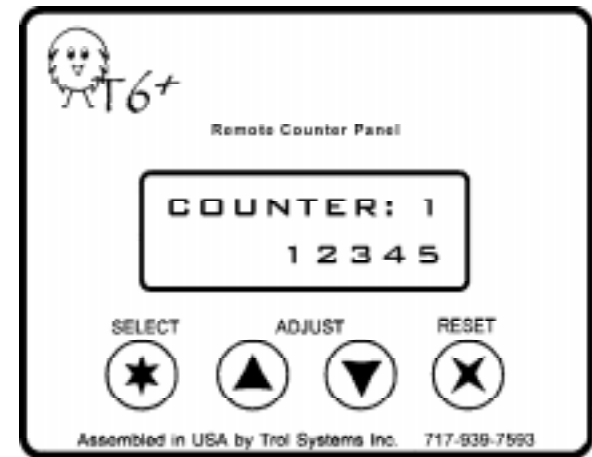 T6+
Remote Counter Panel
COUNTER: 1
12345
SELECT ADJUST RESET
Assembled in USA by Trol Systems Inc. 717-939-7593